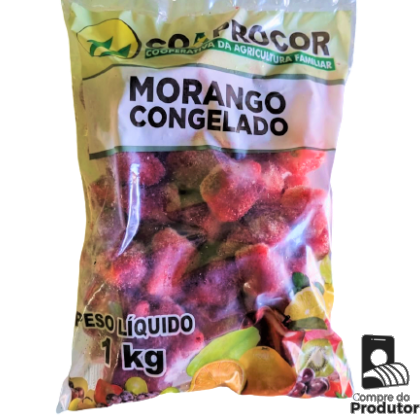 COAPROCOR
COOPERATIVA DA AGRICULTURA FAMILIAR
MORANGO
CONGELADO
PESO LÍQUIDO
1 kg
Compre do
Produtor